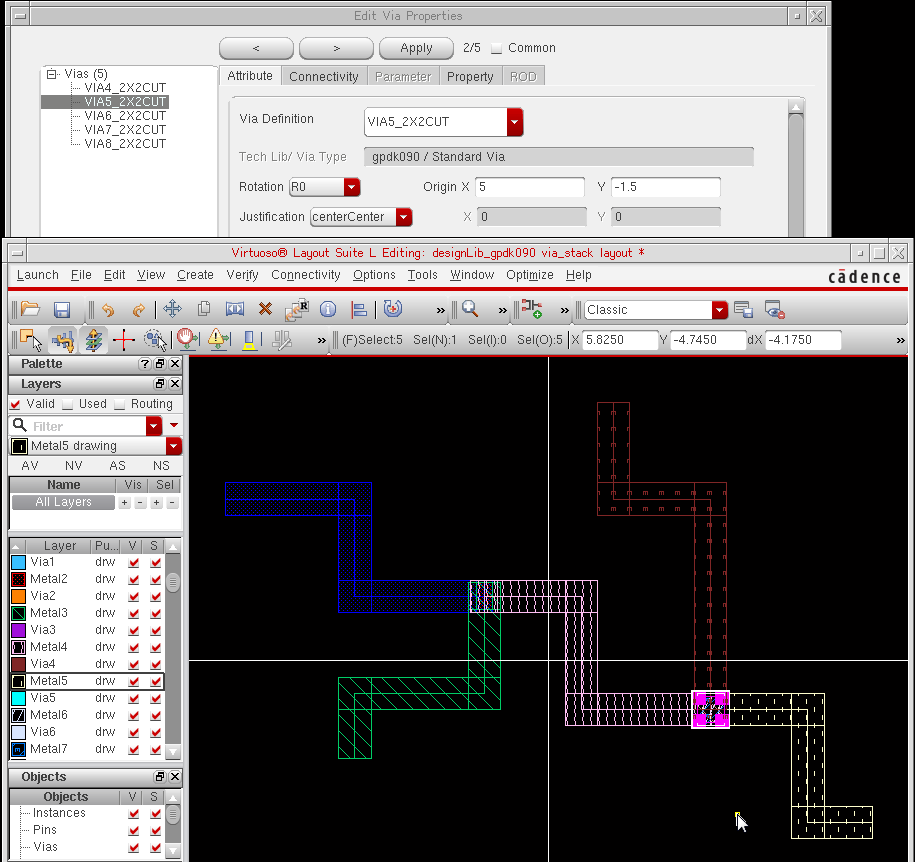 Edit Via Properties
< > Apply 2/5 Common
Vias (5)
VIA4_2X2CUT
VIA5_2X2CUT
VIA6_2X2CUT
VIA7_2X2CUT
VIA8_2X2CUT
Attribute Connectivity Parameter Property ROD
Via Definition VIA5_2X2CUT
Tech Lib/ Via Type gpdk090 / Standard Via
Rotation R0 Origin X 5 Y -1.5
Justification centerCenter X 0 Y 0
Virtuoso® Layout Suite L Editing: designLib_gpdk090 via_stack layout *
Launch File Edit View Create Verify Connectivity Options Tools Window Optimize Help
cādence
» » » Classic
» (F)Select:5 Sel(N):1 Sel(I):0 Sel(O):5 X 5.8250 Y -4.7450 dX -4.1750 »
Palette
Layers
Valid Used Routing
Filter
Metal5 drawing
AV NV AS NS
Name Vis Sel
All Layers + - + -
Layer Pu... V S
Via1 drw
Metal2 drw
Via2 drw
Metal3 drw
Via3 drw
Metal4 drw
Via4 drw
Metal5 drw
Via5 drw
Metal6 drw
Via6 drw
Metal7 drw
Objects
Objects V S
Instances
Pins
Vias